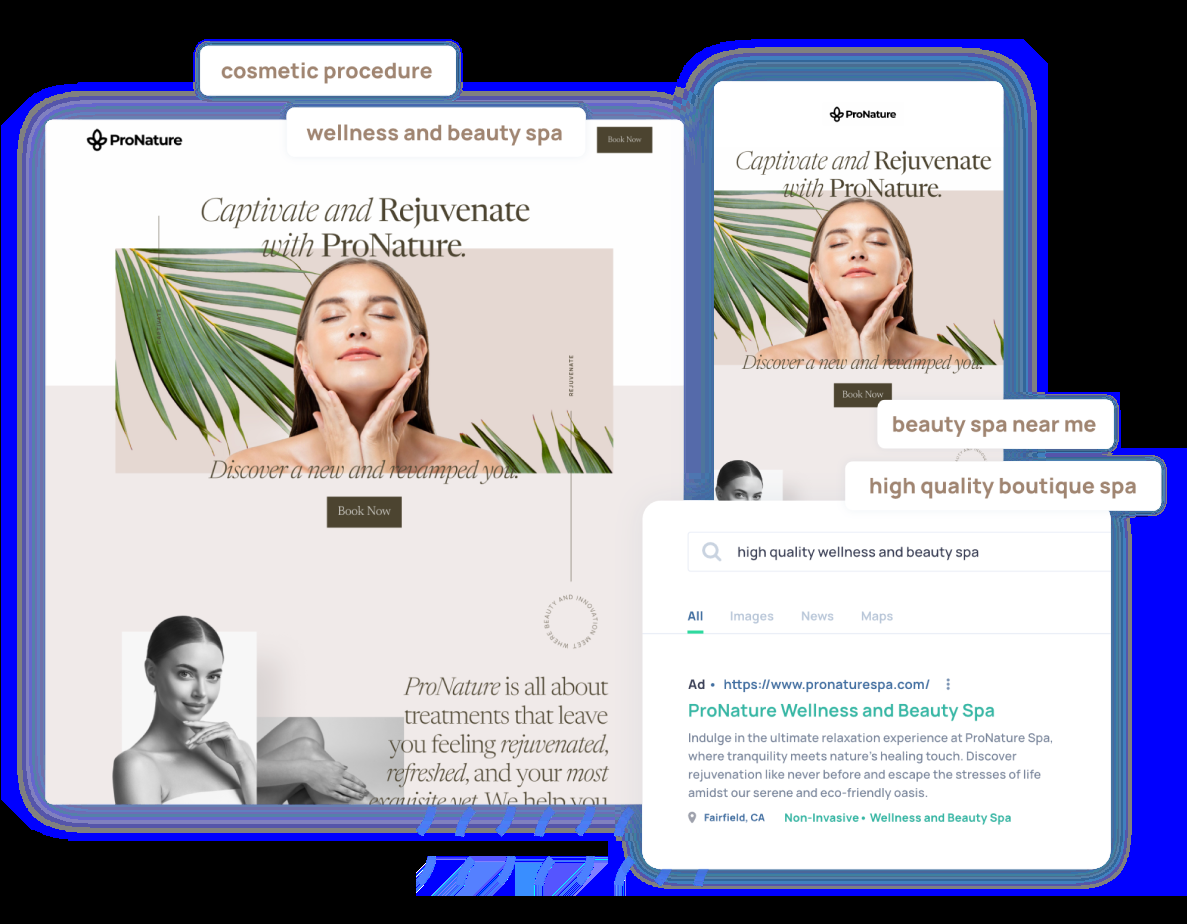 cosmetic procedure
wellness and beauty spa
ProNature
Book Now
Captivate and Rejuvenate
with ProNature.
CAPTIVATE
REJUVENATE
Discover a new and revamped you.
Book Now
WHERE BEAUTY AND INNOVATION MEET
ProNature is all about
treatments that leave
you feeling rejuvenated,
refreshed, and your most
exquisite yet. We help you
ProNature
Captivate and Rejuvenate
with ProNature.
Discover a new and revamped you.
Book Now
beauty spa near me
high quality boutique spa
high quality wellness and beauty spa
All Images News Maps
Ad • https://www.pronaturespa.com/
ProNature Wellness and Beauty Spa
Indulge in the ultimate relaxation experience at ProNature Spa,
where tranquility meets nature's healing touch. Discover
rejuvenation like never before and escape the stresses of life
amidst our serene and eco-friendly oasis.
Fairfield, CA Non-Invasive • Wellness and Beauty Spa